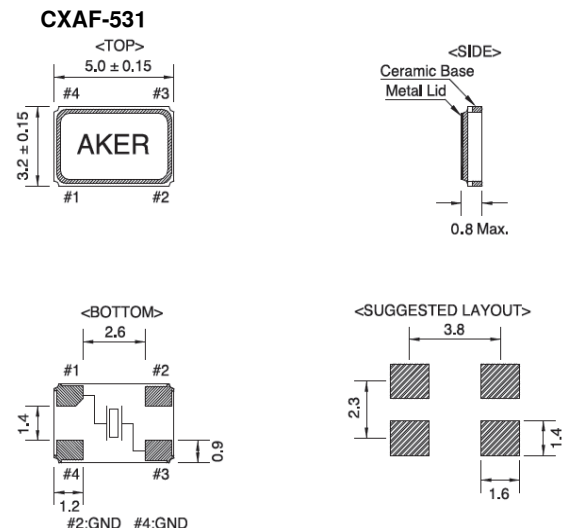 CXAF-531
<TOP>
5.0 ± 0.15
#4 #3
3.2 ± 0.15
AKER
#1 #2
<SIDE>
Ceramic Base
Metal Lid
0.8 Max.
<BOTTOM>
2.6
#1 #2
1.4
0.9
#4 #3
1.2
#2:GND #4:GND
<SUGGESTED LAYOUT>
3.8
2.3
1.4
1.6